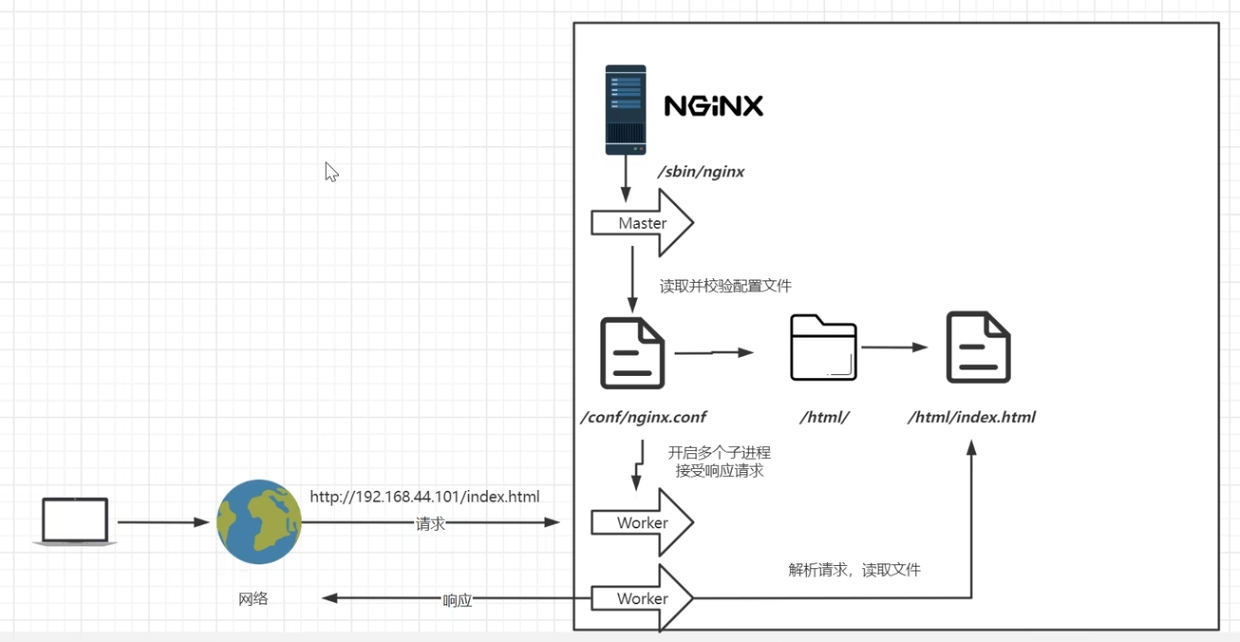 NGiNX
/sbin/nginx
Master
读取并校验配置文件
/conf/nginx.conf
/html/
/html/index.html
开启多个子进程
接受响应请求
http://192.168.44.101/index.html
请求
Worker
解析请求，读取文件
网络
响应
Worker